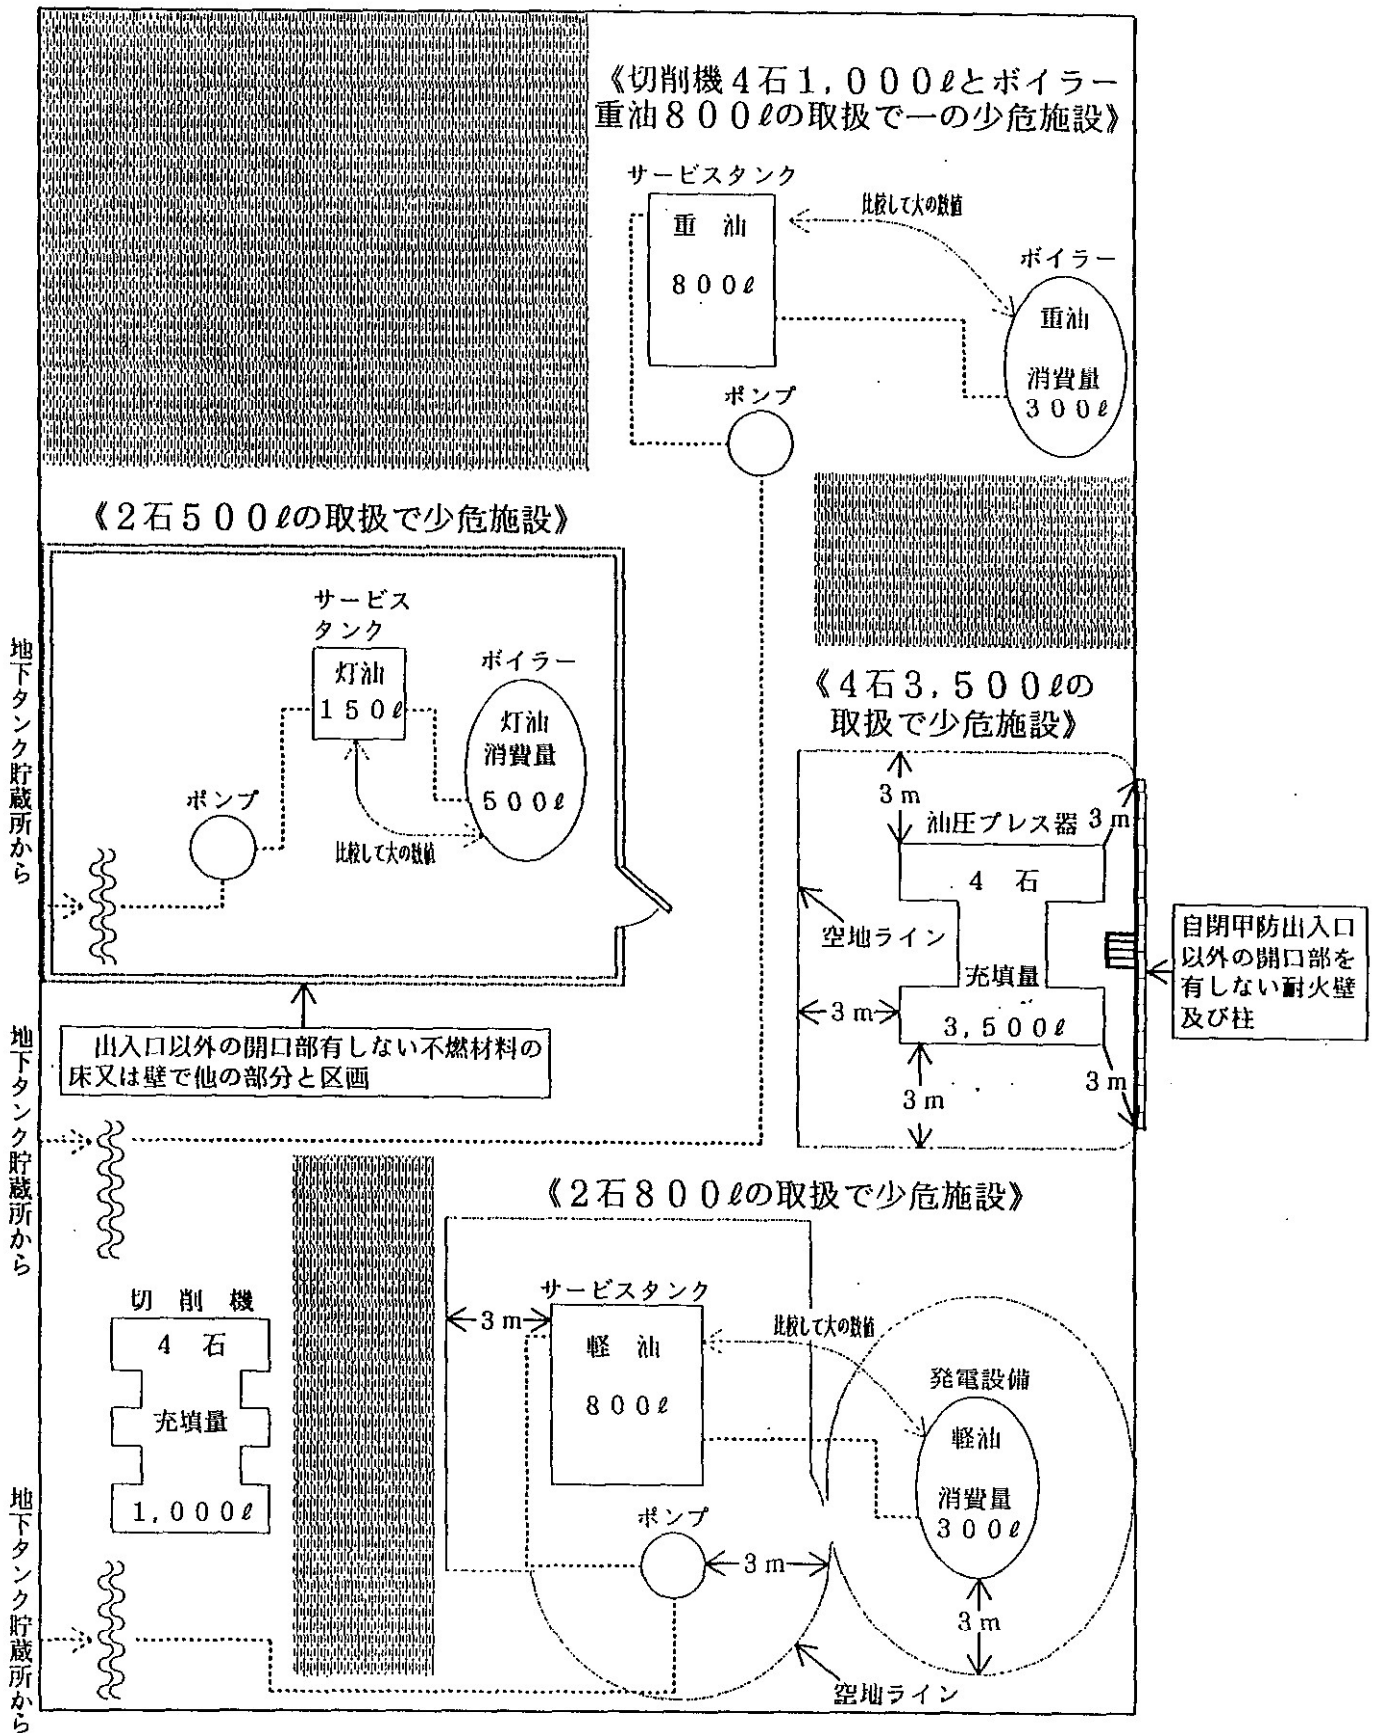 《切削機4石1,000ℓとボイラー
重油800ℓの取扱で一の少危施設》
サービスタンク
重 油
800ℓ
比較して大の数値
ボイラー
重油
消費量
300ℓ
ポンプ
《2石500ℓの取扱で少危施設》
サービス
タンク
灯油
150ℓ
ボイラー
灯油
消費量
500ℓ
ポンプ
比較して大の数値
地下タンク貯蔵所から
出入口以外の開口部有しない不燃材料の
床又は壁で他の部分と区画
《4石3,500ℓの
取扱で少危施設》
3m
油圧プレス器
3m
4 石
空地ライン
充填量
3m
3,500ℓ
3m
3m
自閉甲防出入口
以外の開口部を
有しない耐火壁
及び柱
地下タンク貯蔵所から
《2石800ℓの取扱で少危施設》
切 削 機
4 石
充填量
1,000ℓ
サービスタンク
3m
軽 油
800ℓ
比較して大の数値
発電設備
軽油
消費量
300ℓ
ポンプ
3m
3m
空地ライン
地下タンク貯蔵所から